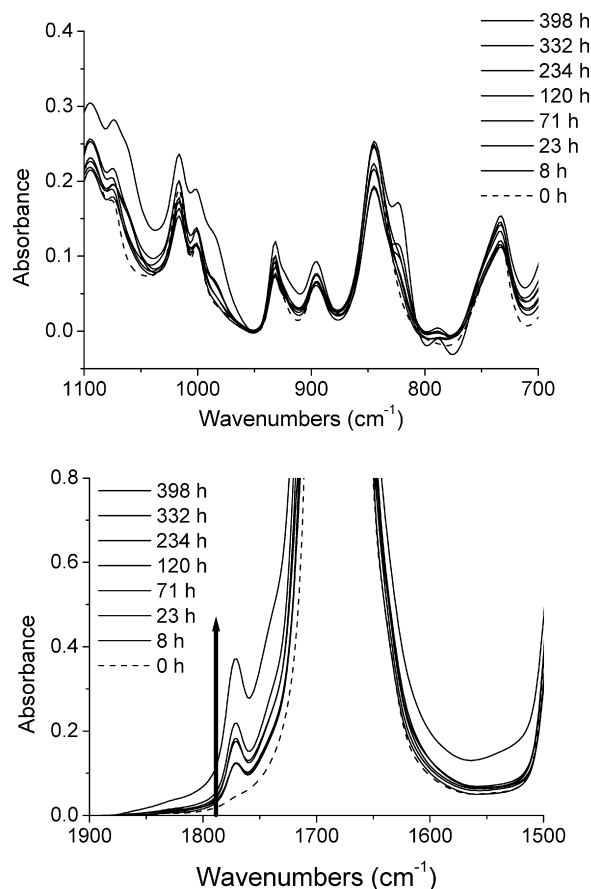 398 h
332 h
234 h
120 h
71 h
23 h
8 h
0 h
0.4
0.3
0.2
0.1
0.0
Absorbance
1100 1000 900 800 700
Wavenumbers (cm⁻¹)
398 h
332 h
234 h
120 h
71 h
23 h
8 h
0 h
0.8
0.6
0.4
0.2
0.0
Absorbance
1900 1800 1700 1600 1500
Wavenumbers (cm⁻¹)